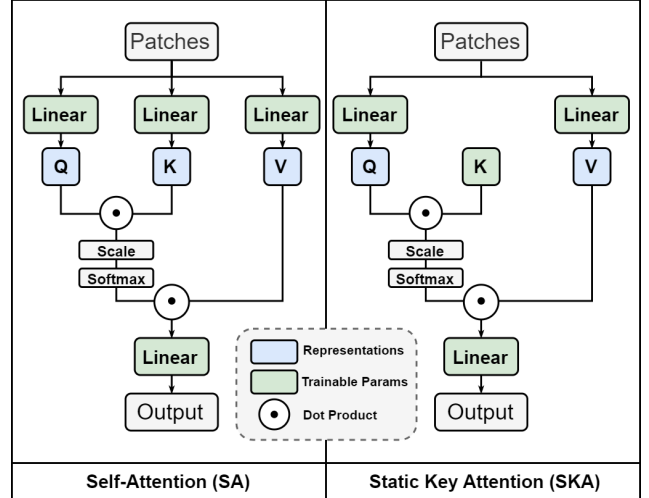 Patches
Linear
Linear
Linear
Q
K
V
Scale
Softmax
Linear
Output
Self-Attention (SA)
Patches
Linear
Linear
Q
K
V
Scale
Softmax
Linear
Output
Representations
Trainable Params
Dot Product
Static Key Attention (SKA)